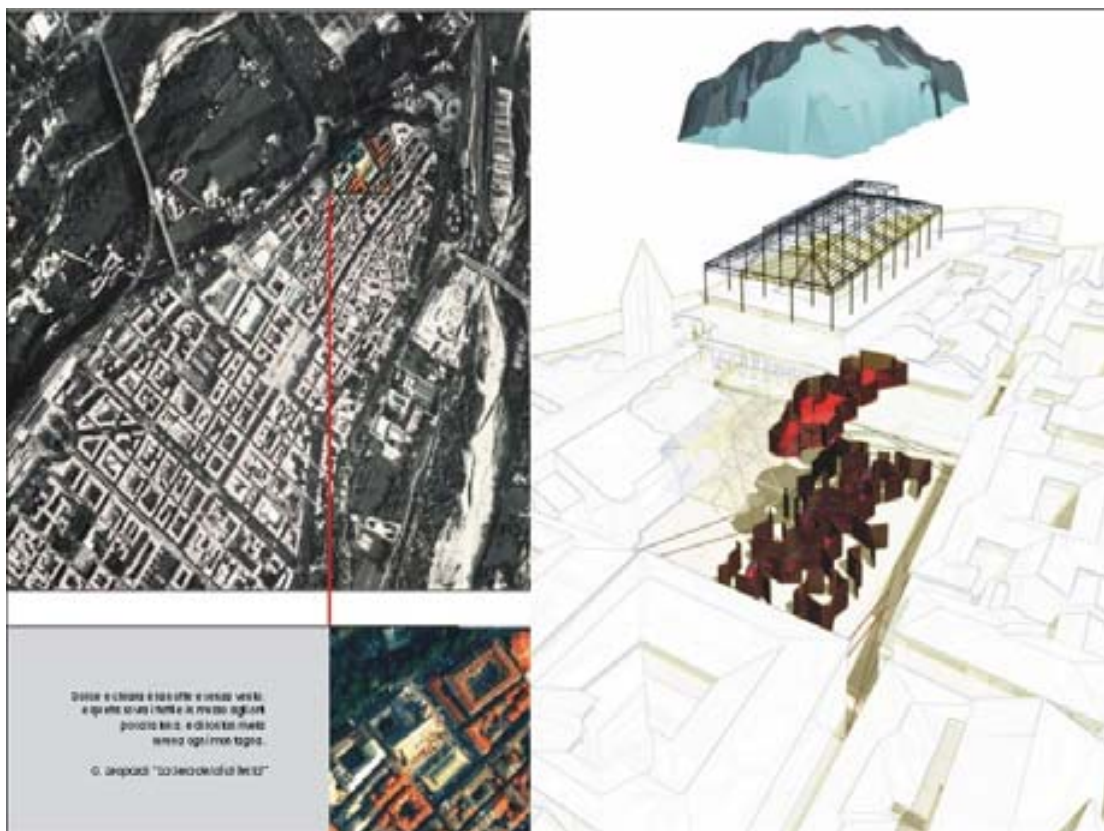 Dolce e chiara è la notte e senza vento,
e queta sovra i tetti e in mezzo agli orti
posa la luna, e di lontan rivela
serena ogni montagna.
G. Leopardi "La sera del dì di festa"